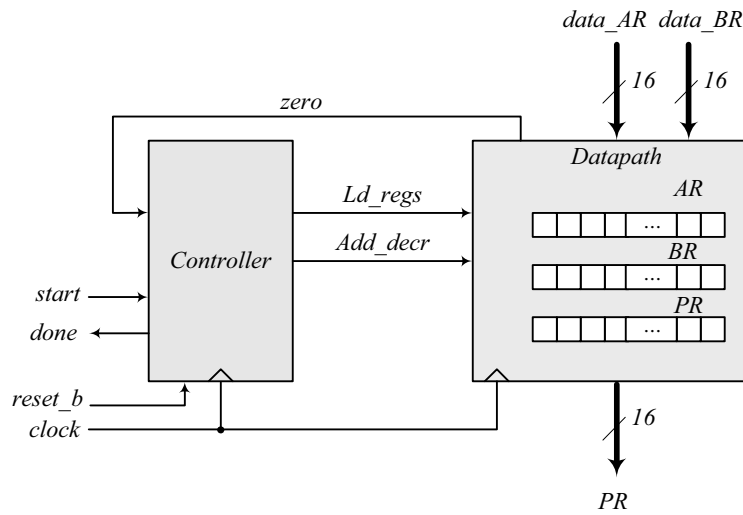 data_AR data_BR
16 16
zero
Datapath
AR
Ld_regs
...
Add_decr
BR
Controller
...
start
PR
done
...
reset_b
clock
16
PR